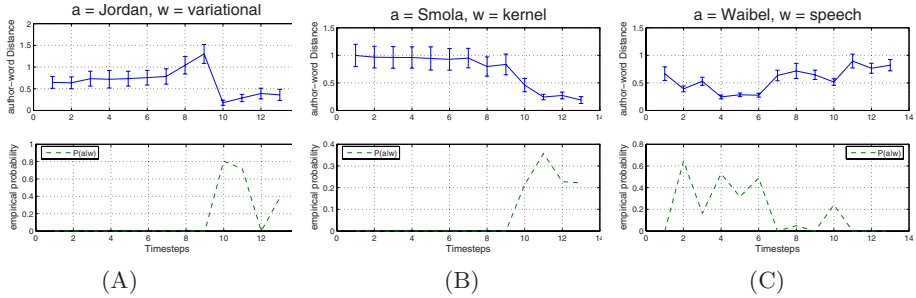 a = Jordan, w = variational
author-word Distance
2
1.5
1
0.5
0
0 2 4 6 8 10 12
empirical probability
1
0.8
0.6
0.4
0.2
0
P(a|w)
0 2 4 6 8 10 12
Timesteps
(A)
a = Smola, w = kernel
author-word Distance
1.5
1
0.5
0
0 2 4 6 8 10 12 14
empirical probability
0.4
0.3
0.2
0.1
0
P(a|w)
0 2 4 6 8 10 12 14
Timesteps
(B)
a = Waibel, w = speech
author-word Distance
1.5
1
0.5
0
0 2 4 6 8 10 12 14
empirical probability
0.8
0.6
0.4
0.2
0
P(a|w)
0 2 4 6 8 10 12 14
Timesteps
(C)